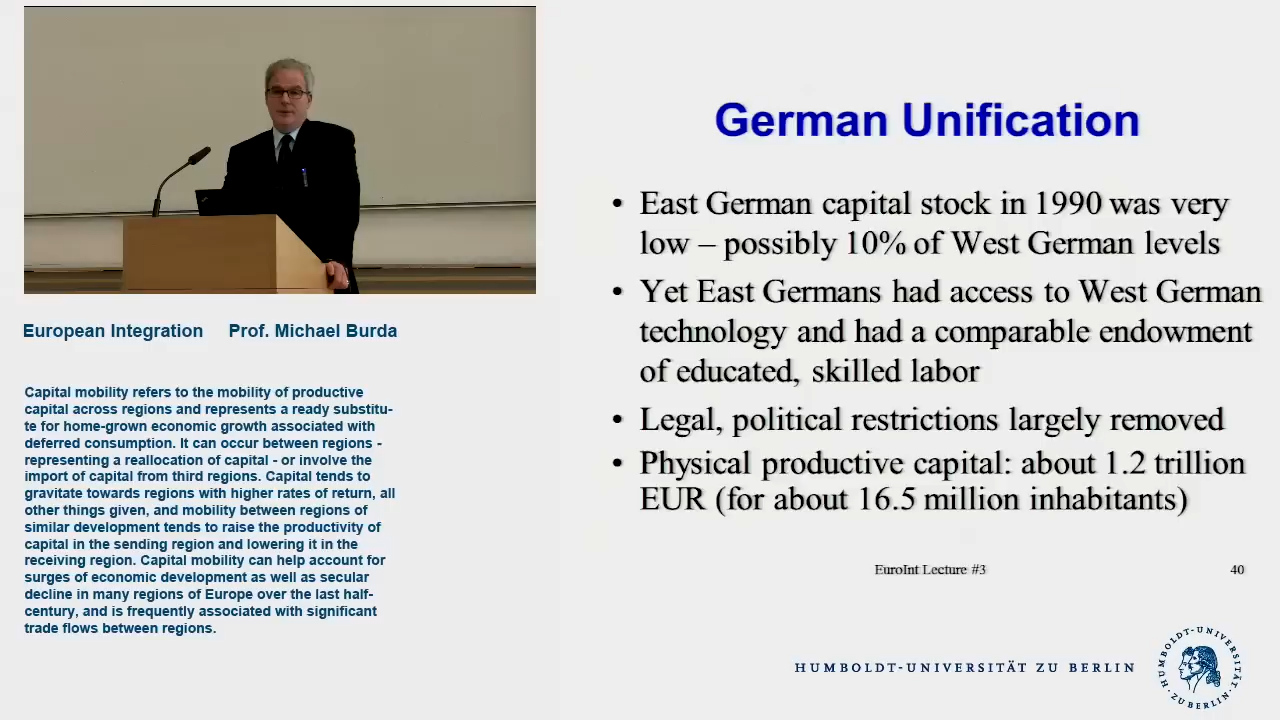 German Unification
• East German capital stock in 1990 was very
low – possibly 10% of West German levels
• Yet East Germans had access to West German
technology and had a comparable endowment
of educated, skilled labor
• Legal, political restrictions largely removed
• Physical productive capital: about 1.2 trillion
EUR (for about 16.5 million inhabitants)
EuroInt Lecture #3 40
European Integration Prof. Michael Burda
Capital mobility refers to the mobility of productive
capital across regions and represents a ready substitu-
te for home-grown economic growth associated with
deferred consumption. It can occur between regions -
representing a reallocation of capital - or involve the
import of capital from third regions. Capital tends to
gravitate towards regions with higher rates of return, all
other things given, and mobility between regions of
similar development tends to raise the productivity of
capital in the sending region and lowering it in the
receiving region. Capital mobility can help account for
surges of economic development as well as secular
decline in many regions of Europe over the last half-
century, and is frequently associated with significant
trade flows between regions.
HUMBOLDT-UNIVERSITÄT ZU BERLIN
HUMBOLDT-UNIVERSITÄT · ZU BERLIN ·